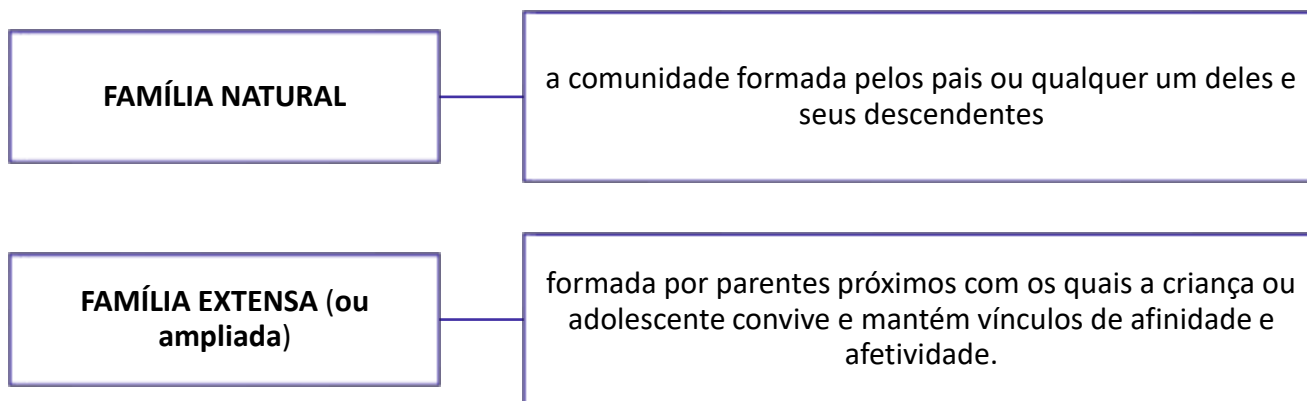 FAMÍLIA NATURAL
a comunidade formada pelos pais ou qualquer um deles e
seus descendentes
FAMÍLIA EXTENSA (ou
ampliada)
formada por parentes próximos com os quais a criança ou
adolescente convive e mantém vínculos de afinidade e
afetividade.